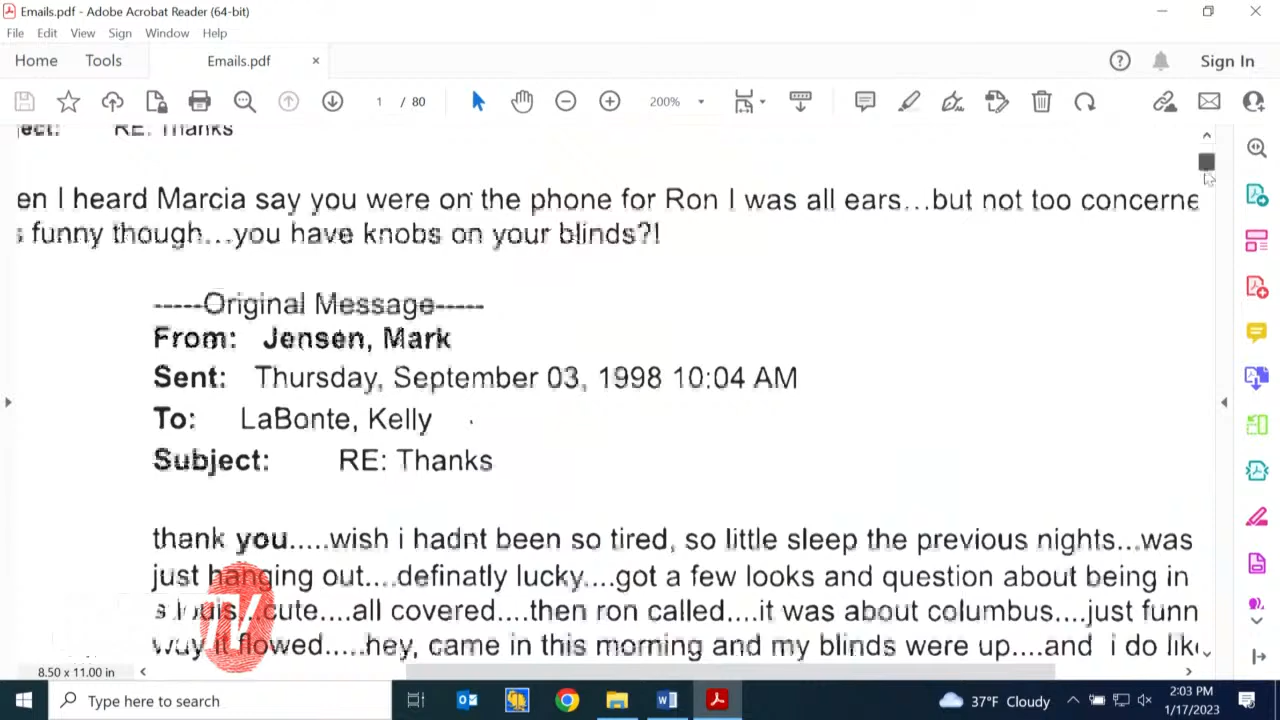 Emails.pdf - Adobe Acrobat Reader (64-bit)
File Edit View Sign Window Help
Home Tools Emails.pdf × Sign In
1 / 80 200%
ject: RE: Thanks
en I heard Marcia say you were on the phone for Ron I was all ears...but not too concerne
s funny though...you have knobs on your blinds?!
-----Original Message-----
From: Jensen, Mark
Sent: Thursday, September 03, 1998 10:04 AM
To: LaBonte, Kelly
Subject: RE: Thanks
thank you.....wish i hadnt been so tired, so little sleep the previous nights...was
just hanging out....definatly lucky....got a few looks and question about being in
s louis...cute....all covered....then ron called....it was about columbus....just funn
way it flowed.....hey, came in this morning and my blinds were up....and i do lik
TV
8.50 x 11.00 in
Type here to search
37°F Cloudy
2:03 PM
1/17/2023